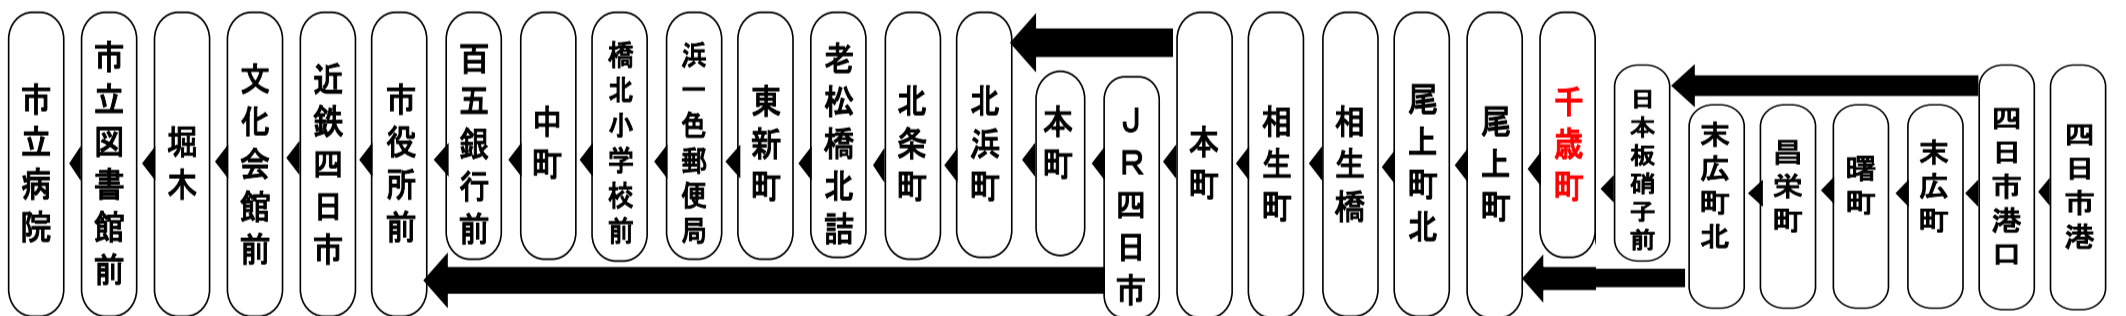 市立病院
市立図書館前
堀木
文化会館前
近鉄四日市
市役所前
百五銀行前
中町
橋北小学校前
浜一色郵便局
東新町
老松橋北詰
北条町
北浜町
本町
JR四日市
本町
相生町
相生橋
尾上町北
尾上町
千歳町
日本板硝子前
末広町北
昌栄町
曙町
末広町
四日市港口
四日市港